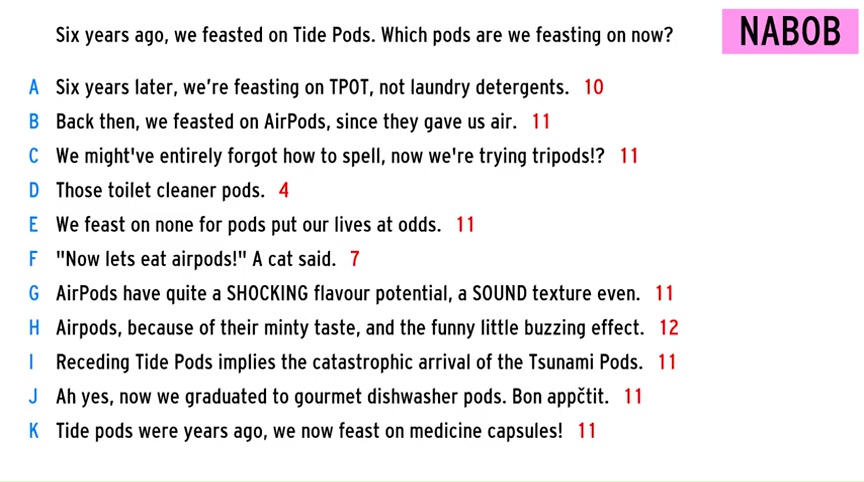 Six years ago, we feasted on Tide Pods. Which pods are we feasting on now?
NABOB
A Six years later, we're feasting on TPOT, not laundry detergents. 10
B Back then, we feasted on AirPods, since they gave us air. 11
C We might've entirely forgot how to spell, now we're trying tripods!? 11
D Those toilet cleaner pods. 4
E We feast on none for pods put our lives at odds. 11
F "Now lets eat airpods!" A cat said. 7
G AirPods have quite a SHOCKING flavour potential, a SOUND texture even. 11
H Airpods, because of their minty taste, and the funny little buzzing effect. 12
I Receding Tide Pods implies the catastrophic arrival of the Tsunami Pods. 11
J Ah yes, now we graduated to gourmet dishwasher pods. Bon appčtit. 11
K Tide pods were years ago, we now feast on medicine capsules! 11